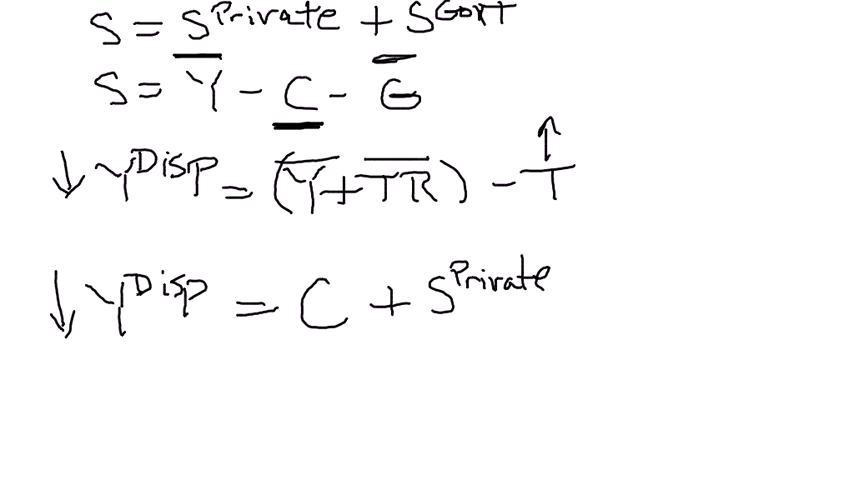 S = S^Private + S^Govt
S = Y - C - G
↓ Y^Disp = (Y + TR) - T ↑
↓ Y^Disp = C + S^Private